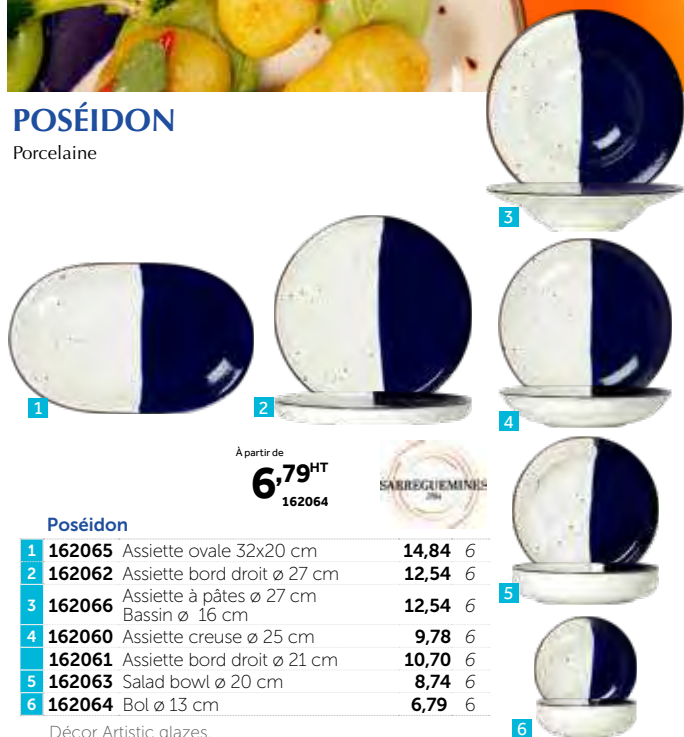 POSÉIDON
Porcelaine
3
1
2
4
À partir de
6,79HT
162064
SARREGUEMINES
Poséidon
1 162065 Assiette ovale 32x20 cm 14,84 6
2 162062 Assiette bord droit ø 27 cm 12,54 6
3 162066 Assiette à pâtes ø 27 cm
Bassin ø 16 cm 12,54 6
4 162060 Assiette creuse ø 25 cm 9,78 6
162061 Assiette bord droit ø 21 cm 10,70 6
5 162063 Salad bowl ø 20 cm 8,74 6
6 162064 Bol ø 13 cm 6,79 6
Décor Artistic glazes.
5
6